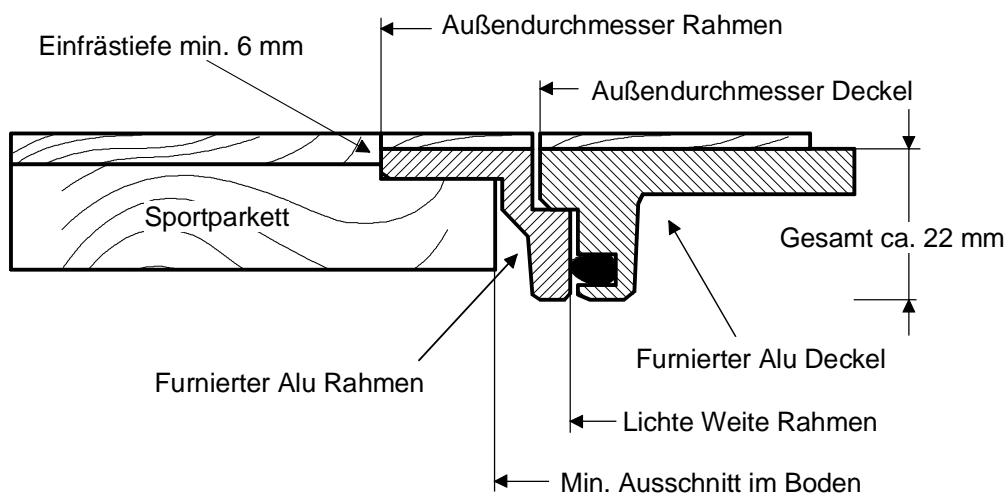 Außendurchmesser Rahmen
Einfrästiefe min. 6 mm
Außendurchmesser Deckel
Sportparkett
Gesamt ca. 22 mm
Furnierter Alu Deckel
Furnierter Alu Rahmen
Lichte Weite Rahmen
Min. Ausschnitt im Boden